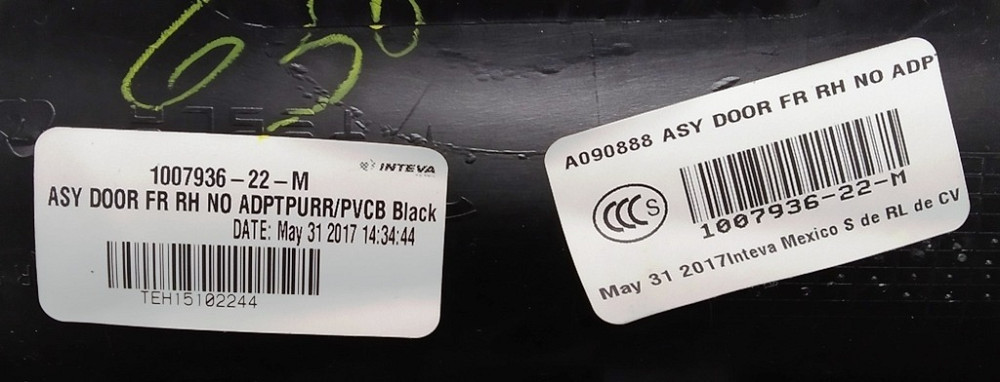 650
INTEVA
1007936-22-M
ASY DOOR FR RH NO ADPTPURR/PVCB Black
DATE: May 31 2017 14:34:44
TEH15102244
A090888 ASY DOOR FR RH NO ADP
CCC S
1007936-22-M
May 31 2017Inteva Mexico S de RL de CV